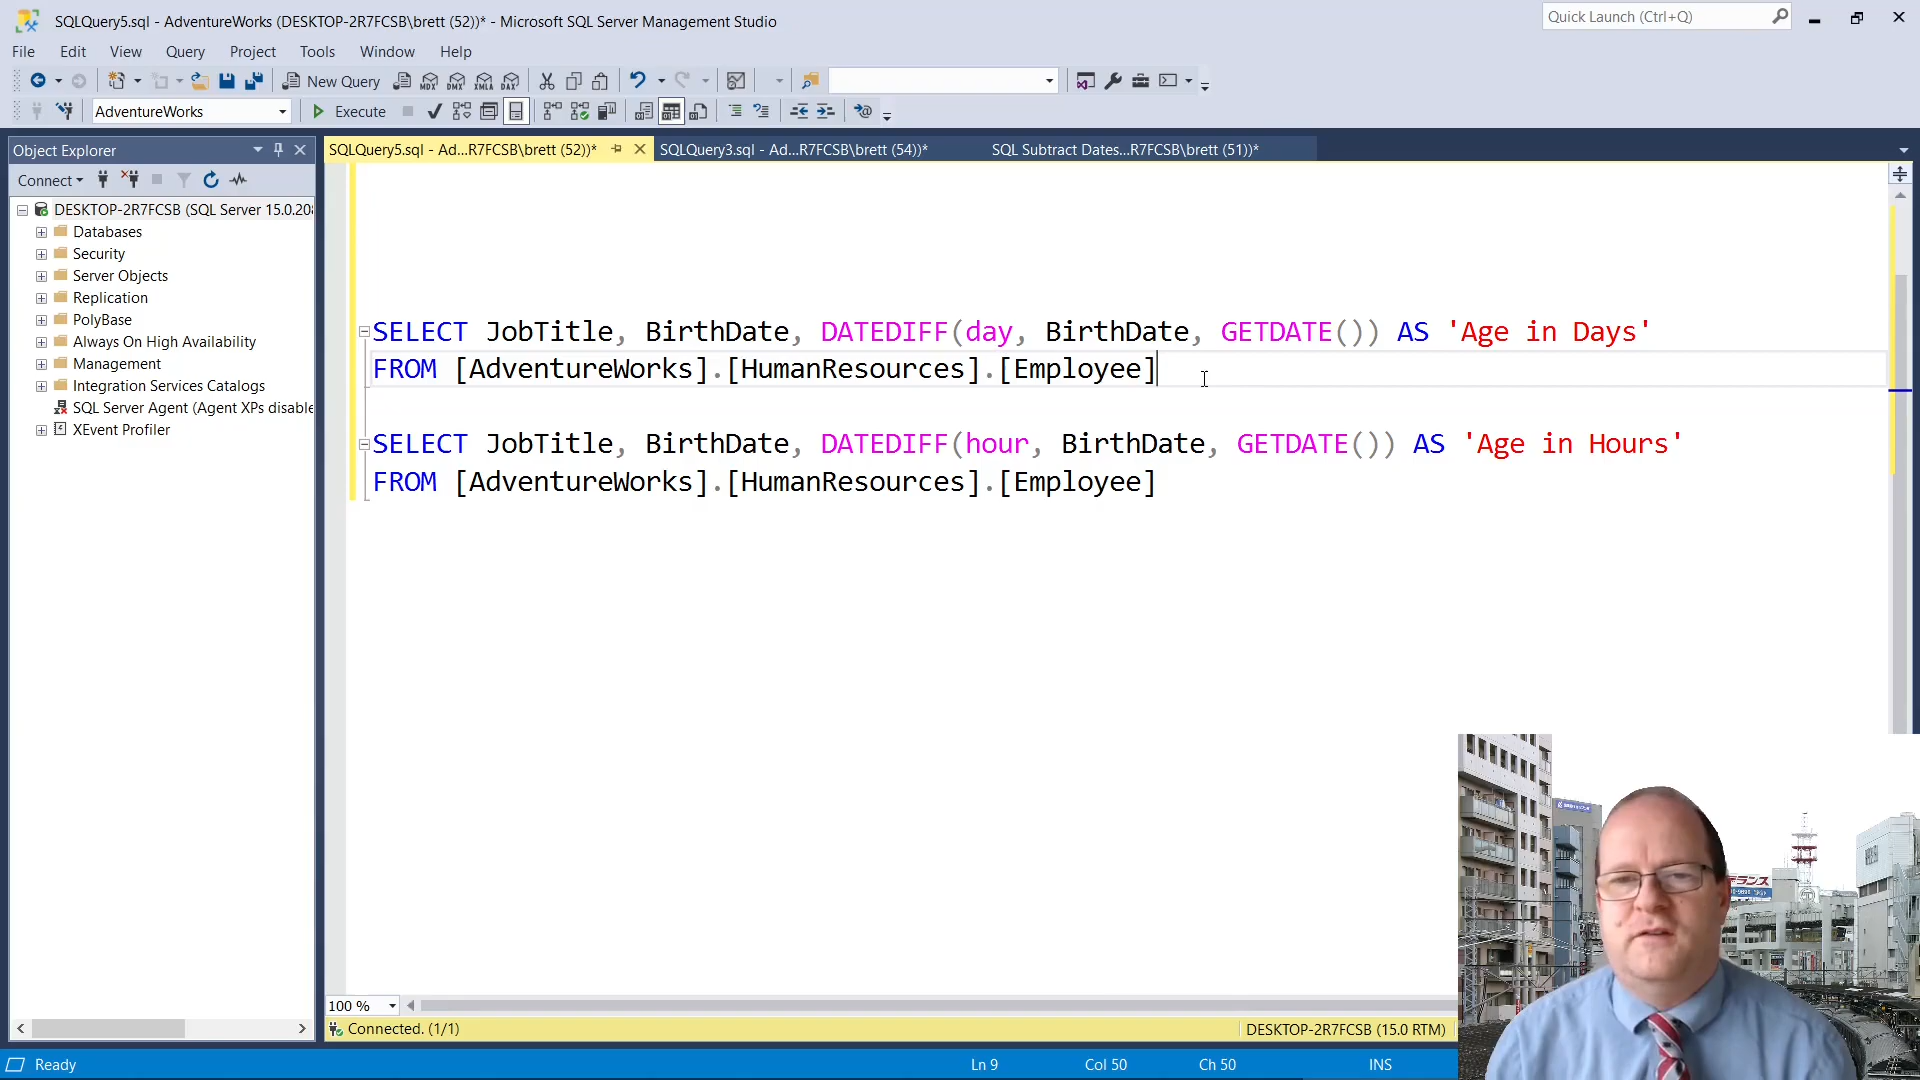 SQLQuery5.sql - AdventureWorks (DESKTOP-2R7FCSB\brett (52))* - Microsoft SQL Server Management Studio
Quick Launch (Ctrl+Q)
File Edit View Query Project Tools Window Help
New Query
MDX DMX XMLA DAX
AdventureWorks
Execute
Object Explorer
SQLQuery5.sql - Ad...R7FCSB\brett (52))*
SQLQuery3.sql - Ad...R7FCSB\brett (54))*
SQL Subtract Dates...R7FCSB\brett (51))*
Connect
DESKTOP-2R7FCSB (SQL Server 15.0.20
Databases
Security
Server Objects
Replication
PolyBase
Always On High Availability
Management
Integration Services Catalogs
SQL Server Agent (Agent XPs disable
XEvent Profiler
SELECT JobTitle, BirthDate, DATEDIFF(day, BirthDate, GETDATE()) AS 'Age in Days'
FROM [AdventureWorks].[HumanResources].[Employee]
SELECT JobTitle, BirthDate, DATEDIFF(hour, BirthDate, GETDATE()) AS 'Age in Hours'
FROM [AdventureWorks].[HumanResources].[Employee]
100 %
Connected. (1/1)
DESKTOP-2R7FCSB (15.0 RTM)
Ready
Ln 9
Col 50
Ch 50
INS